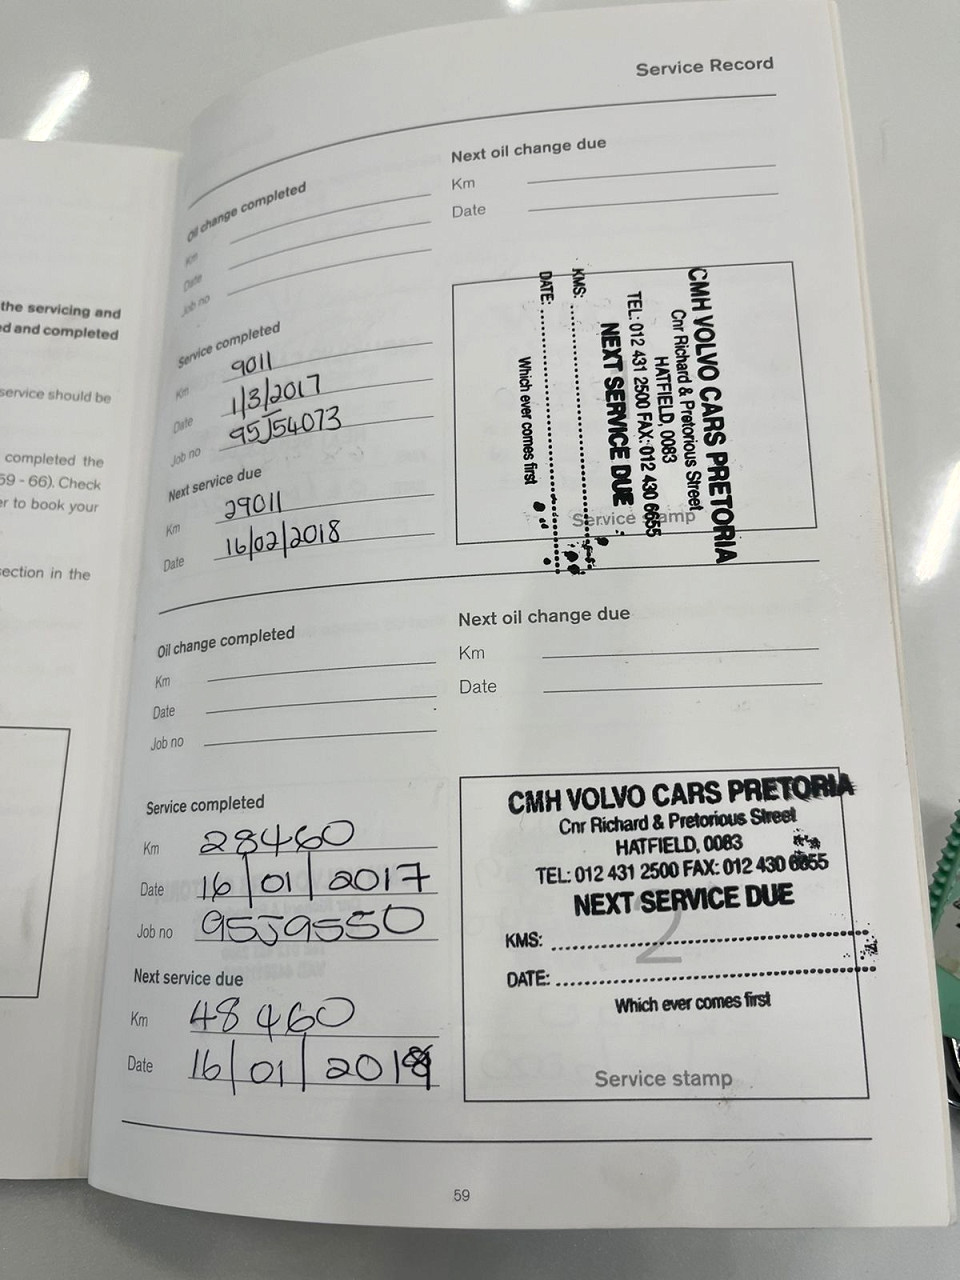 the servicing and
ed and completed
service should be
completed the
59 - 66). Check
er to book your
section in the
Service Record
Oil change completed
Km
Date
Job no
Next oil change due
Km
Date
Service completed
Km 9011
Date 1/3/2017
Job no 95J54073
Next service due
Km 29011
Date 16/02/2018
CMH VOLVO CARS PRETORIA
Cnr Richard & Pretorious Street
HATFIELD, 0083
TEL: 012 431 2500 FAX: 012 430 6655
NEXT SERVICE DUE
KMS:
DATE:
Which ever comes first
Service stamp
Oil change completed
Km
Date
Job no
Next oil change due
Km
Date
Service completed
Km 28460
Date 16/01/2017
Job no 95J9550
Next service due
Km 48460
Date 16/01/2018
CMH VOLVO CARS PRETORIA
Cnr Richard & Pretorious Street
HATFIELD, 0083
TEL: 012 431 2500 FAX: 012 430 6655
NEXT SERVICE DUE
2
KMS:
DATE:
Which ever comes first
Service stamp
59